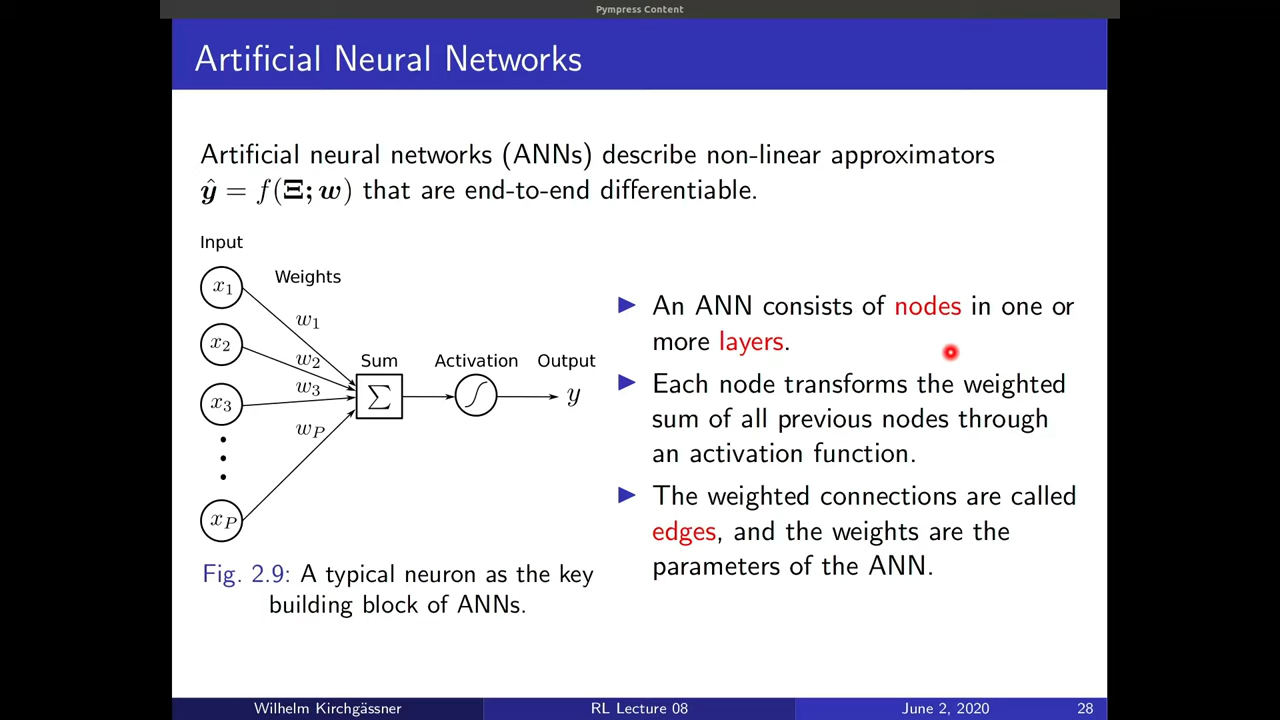 Pympress Content
Artificial Neural Networks
Artificial neural networks (ANNs) describe non-linear approximators
ŷ = f(Ξ; w) that are end-to-end differentiable.
Input
Weights
x₁
x₂
x₃
x_P
w₁
w₂
w₃
w_P
Sum
Σ
Activation
∫
Output
y
Fig. 2.9: A typical neuron as the key
building block of ANNs.
▶ An ANN consists of nodes in one or
more layers.
▶ Each node transforms the weighted
sum of all previous nodes through
an activation function.
▶ The weighted connections are called
edges, and the weights are the
parameters of the ANN.
Wilhelm Kirchgässner RL Lecture 08 June 2, 2020 28